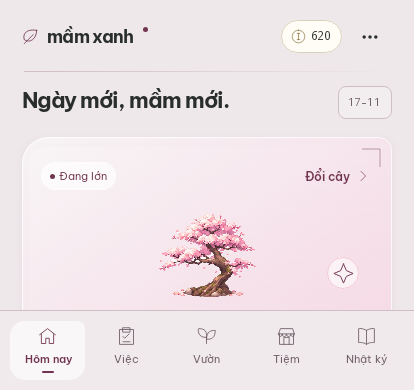 mầm xanh
620
Ngày mới, mầm mới.
17–11
Đang lớn
Đổi cây
Hôm nay
Việc
Vườn
Tiệm
Nhật ký